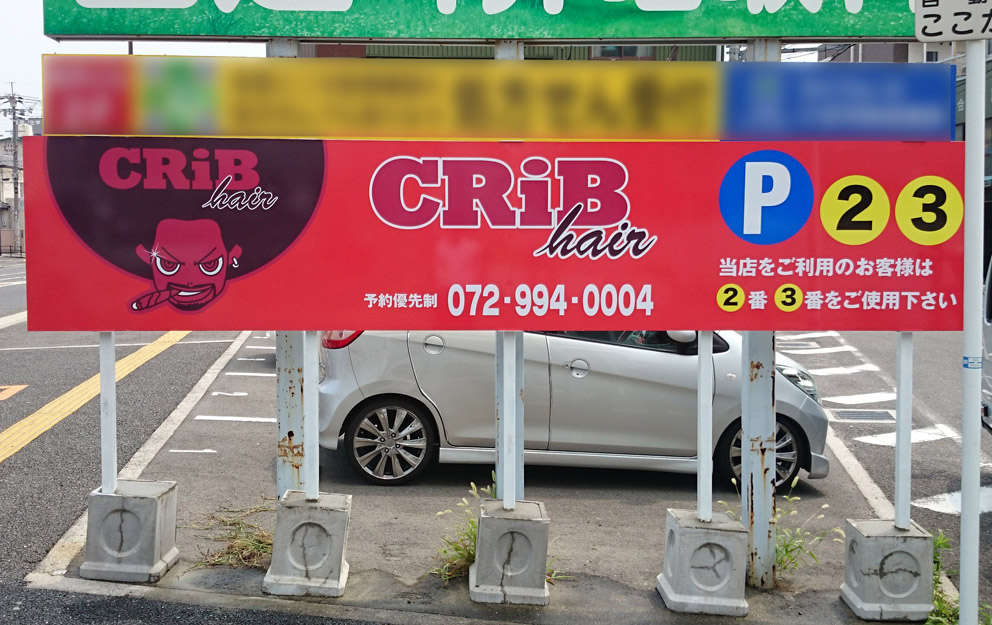 ここが
CRiB
hair
CRiB
hair
予約優先制 072-994-0004
P 2 3
当店をご利用のお客様は
2番 3番をご使用下さい